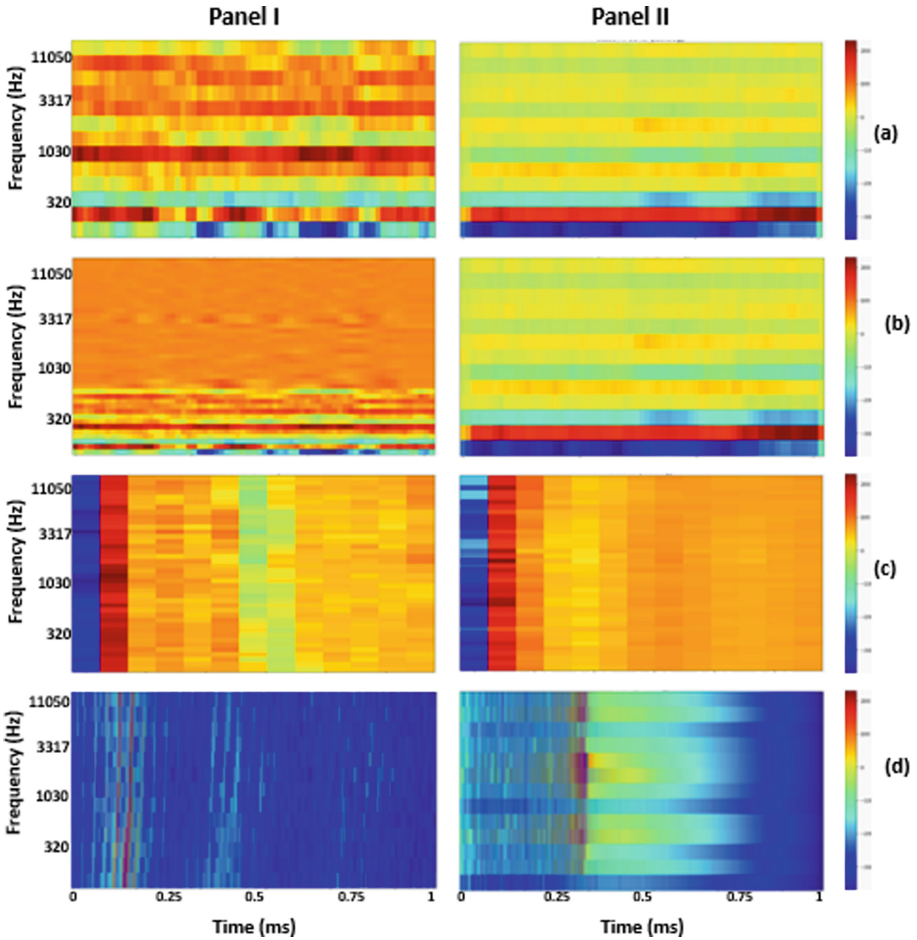 Panel I
Panel II
Frequency (Hz)
11050
3317
1030
320
(a)
Frequency (Hz)
11050
3317
1030
320
(b)
Frequency (Hz)
11050
3317
1030
320
(c)
Frequency (Hz)
11050
3317
1030
320
(d)
0 0.25 0.5 0.75 1
0 0.25 0.5 0.75 1
Time (ms)
Time (ms)